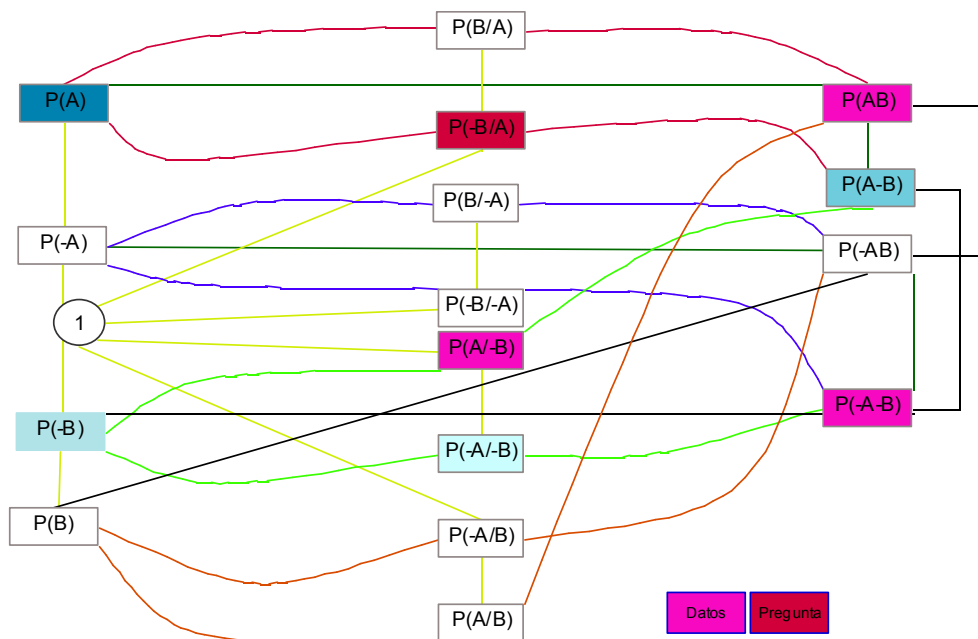 P(B/A)
P(A)
P(AB)
P(-B/A)
P(A-B)
P(B/-A)
P(-A)
P(-AB)
P(-B/-A)
1
P(A/-B)
P(-A-B)
P(-B)
P(-A/-B)
P(B)
P(-A/B)
P(A/B)
Datos
Pregunta